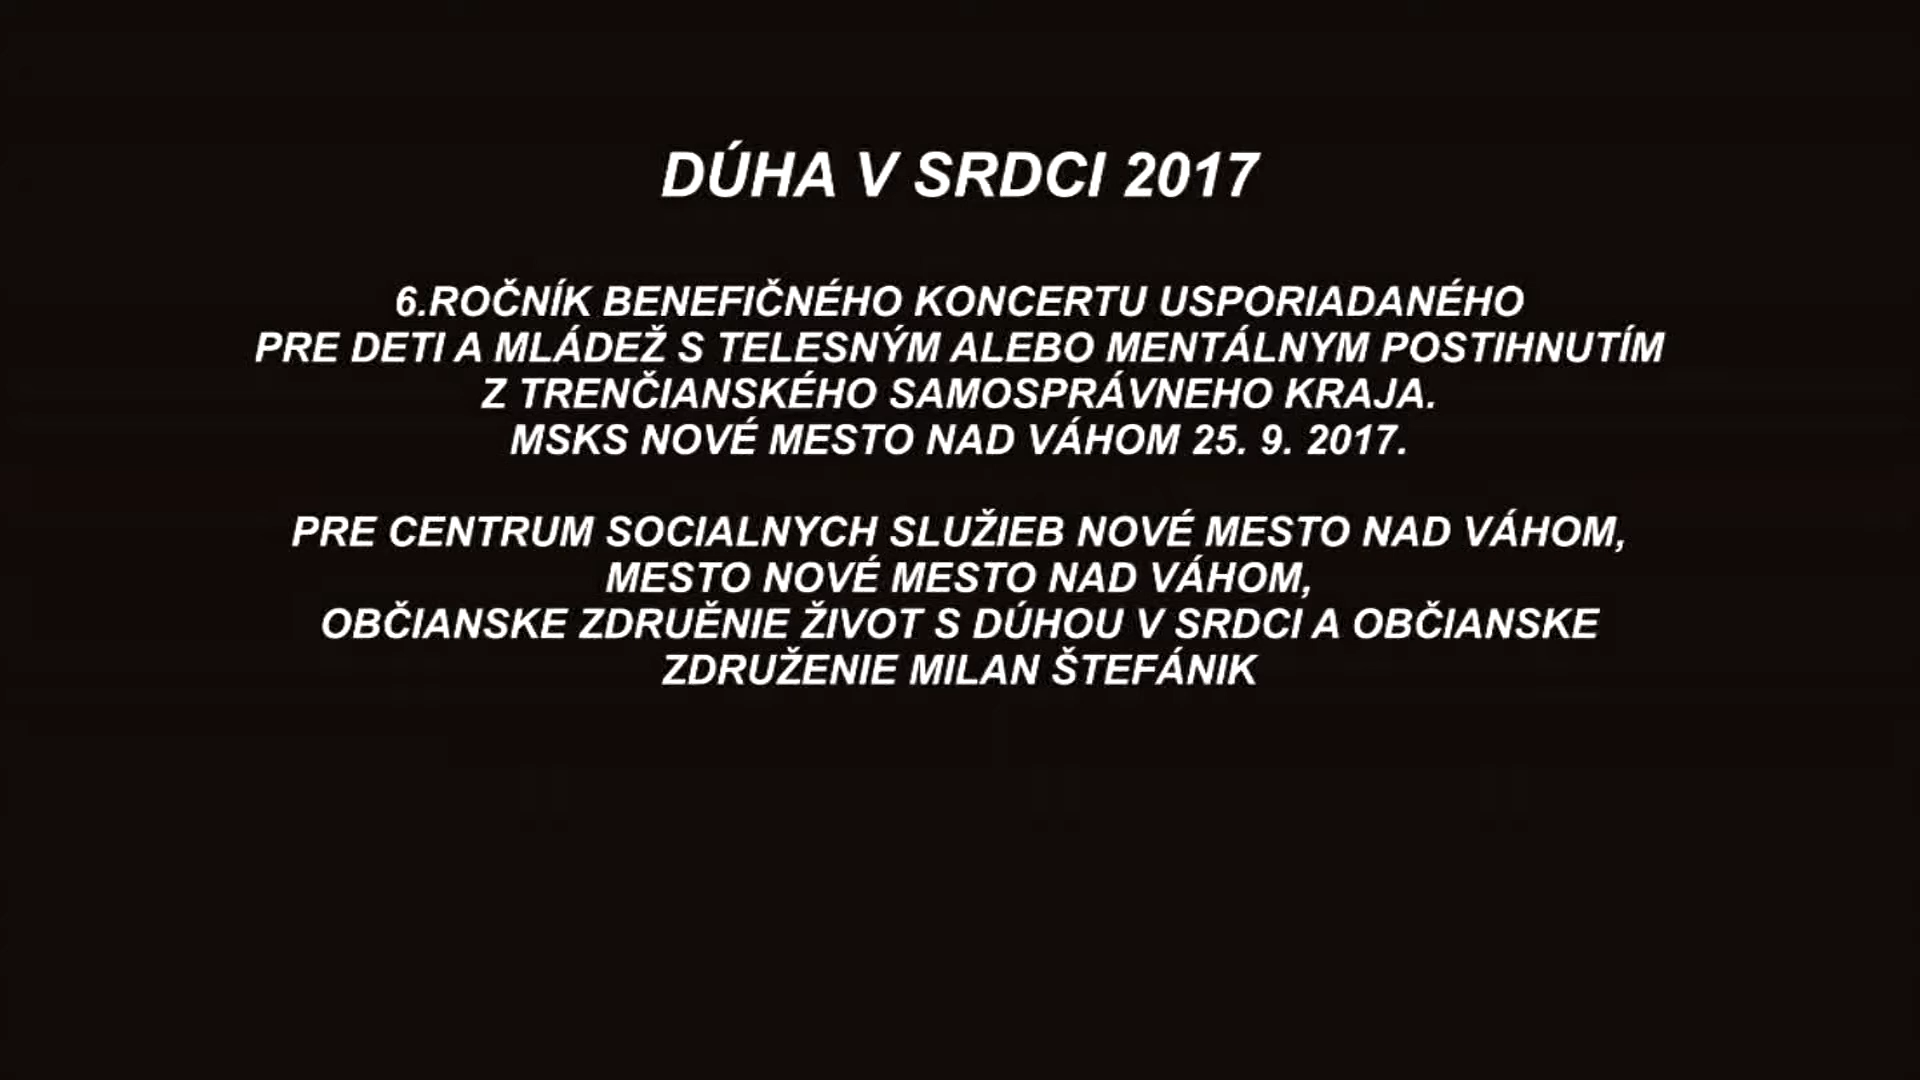 DÚHA V SRDCI 2017
6.ROČNÍK BENEFIČNÉHO KONCERTU USPORIADANÉHO
PRE DETI A MLÁDEŽ S TELESNÝM ALEBO MENTÁLNYM POSTIHNUTÍM
Z TRENČIANSKÉHO SAMOSPRÁVNEHO KRAJA.
MSKS NOVÉ MESTO NAD VÁHOM 25. 9. 2017.
PRE CENTRUM SOCIALNYCH SLUŽIEB NOVÉ MESTO NAD VÁHOM,
MESTO NOVÉ MESTO NAD VÁHOM,
OBČIANSKE ZDRUĚNIE ŽIVOT S DÚHOU V SRDCI A OBČIANSKE
ZDRUŽENIE MILAN ŠTEFÁNIK